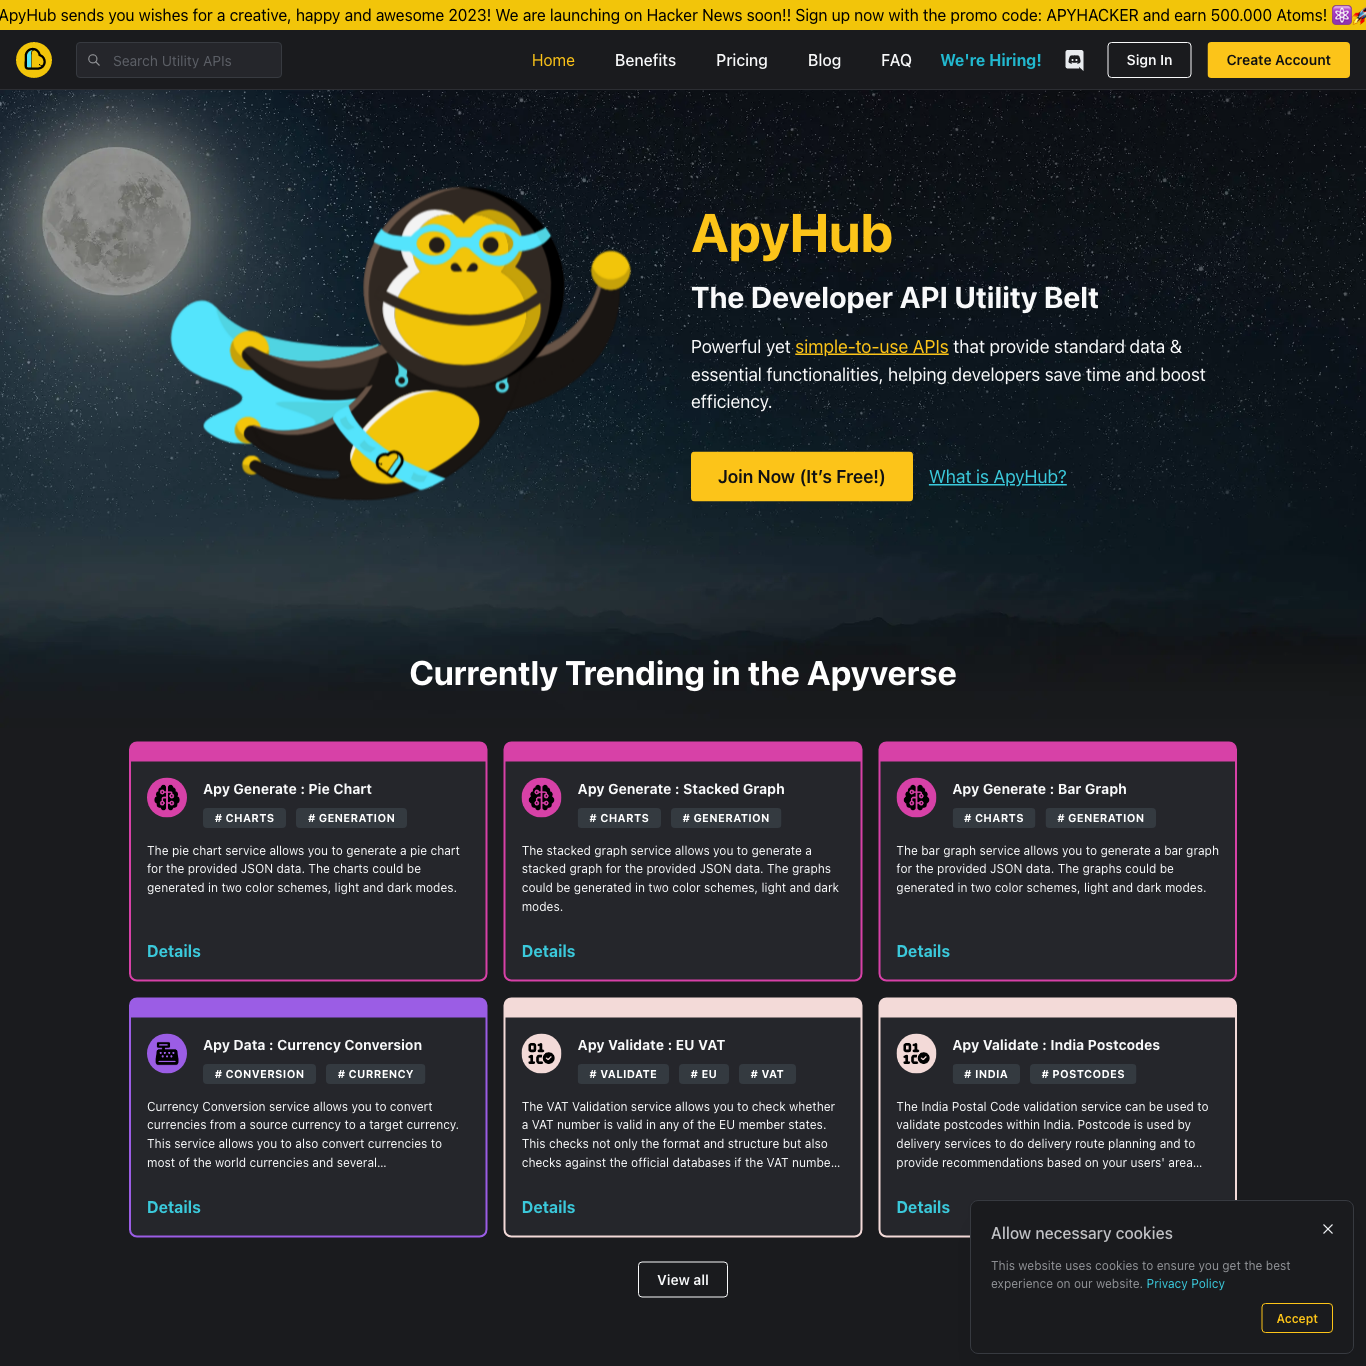 ApyHub sends you wishes for a creative, happy and awesome 2023! We are launching on Hacker News soon!! Sign up now with the promo code: APYHACKER and earn 500.000 Atoms! ⚛️🚀
Search Utility APIs
Home
Benefits
Pricing
Blog
FAQ
We're Hiring!
Sign In
Create Account
ApyHub
The Developer API Utility Belt
Powerful yet simple-to-use APIs that provide standard data &
essential functionalities, helping developers save time and boost
efficiency.
Join Now (It’s Free!)
What is ApyHub?
Currently Trending in the Apyverse
Apy Generate : Pie Chart
# CHARTS
# GENERATION
The pie chart service allows you to generate a pie chart
for the provided JSON data. The charts could be
generated in two color schemes, light and dark modes.
Details
Apy Generate : Stacked Graph
# CHARTS
# GENERATION
The stacked graph service allows you to generate a
stacked graph for the provided JSON data. The graphs
could be generated in two color schemes, light and dark
modes.
Details
Apy Generate : Bar Graph
# CHARTS
# GENERATION
The bar graph service allows you to generate a bar graph
for the provided JSON data. The graphs could be
generated in two color schemes, light and dark modes.
Details
Apy Data : Currency Conversion
# CONVERSION
# CURRENCY
Currency Conversion service allows you to convert
currencies from a source currency to a target currency.
This service allows you to also convert currencies to
most of the world currencies and several...
Details
Apy Validate : EU VAT
# VALIDATE
# EU
# VAT
The VAT Validation service allows you to check whether
a VAT number is valid in any of the EU member states.
This checks not only the format and structure but also
checks against the official databases if the VAT numbe...
Details
Apy Validate : India Postcodes
# INDIA
# POSTCODES
The India Postal Code validation service can be used to
validate postcodes within India. Postcode is used by
delivery services to do delivery route planning and to
provide recommendations based on your users' area...
Details
View all
Allow necessary cookies
This website uses cookies to ensure you get the best
experience on our website. Privacy Policy
Accept